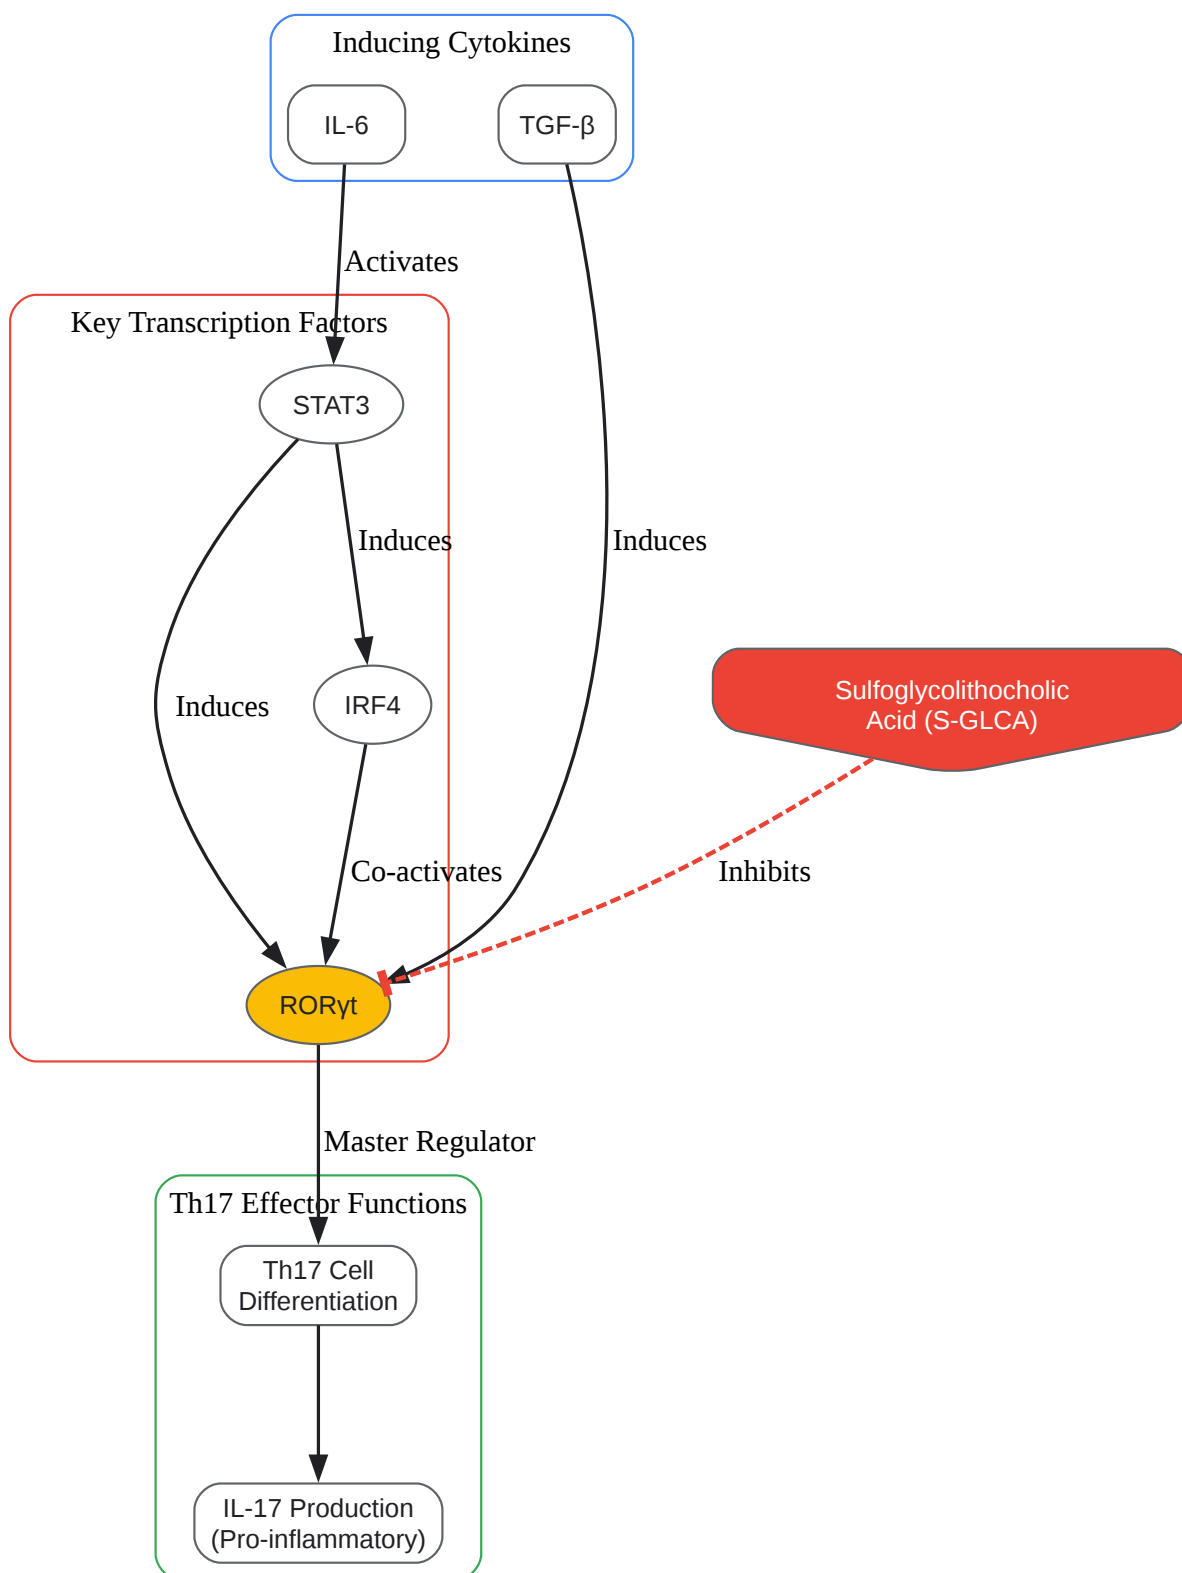 Inducing Cytokines
IL-6
TGF-β
Activates
Key Transcription Factors
STAT3
Induces
Induces
Sulfoglycolithocholic
Acid (S-GLCA)
IRF4
Induces
Co-activates
Inhibits
RORγt
Master Regulator
Th17 Effector Functions
Th17 Cell
Differentiation
IL-17 Production
(Pro-inflammatory)